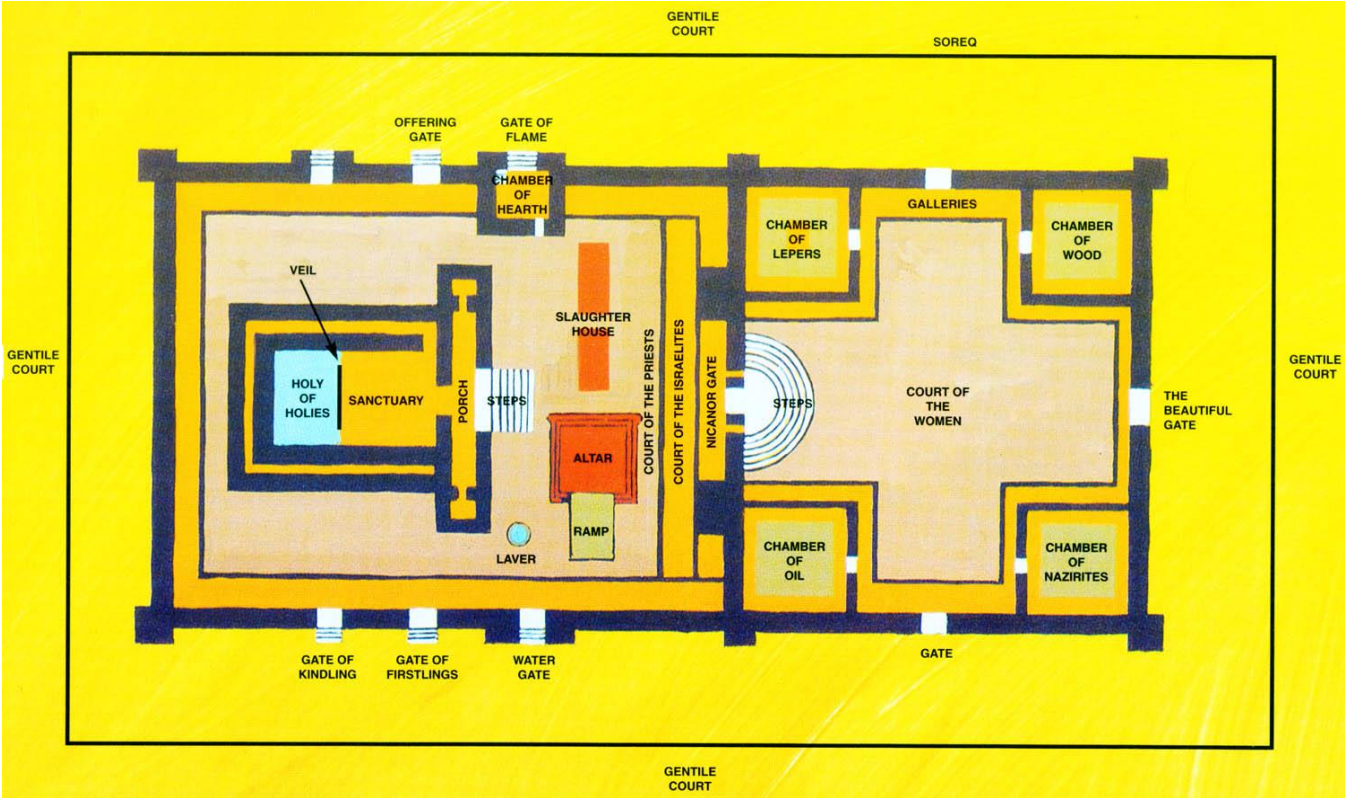 GENTILE
COURT
SOREQ
OFFERING
GATE
GATE OF
FLAME
CHAMBER
OF
HEARTH
GALLERIES
CHAMBER
OF
LEPERS
CHAMBER
OF
WOOD
VEIL
SLAUGHTER
HOUSE
GENTILE
COURT
HOLY
OF
HOLIES
SANCTUARY
PORCH
STEPS
COURT OF THE PRIESTS
COURT OF THE ISRAELITES
NICANOR GATE
STEPS
COURT OF
THE
WOMEN
THE
BEAUTIFUL
GATE
GENTILE
COURT
ALTAR
RAMP
LAVER
CHAMBER
OF
OIL
CHAMBER
OF
NAZIRITES
GATE OF
KINDLING
GATE OF
FIRSTLINGS
WATER
GATE
GATE
GENTILE
COURT